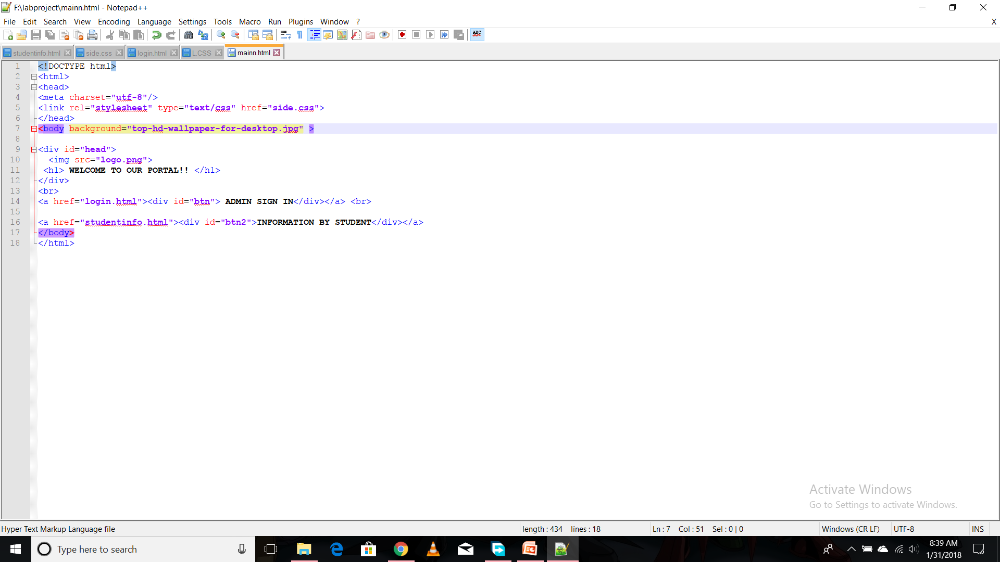 F:\labproject\mainn.html - Notepad++
File Edit Search View Encoding Language Settings Tools Macro Run Plugins Window ? X
ABC
studentinfo.html side.css login.html L.CSS mainn.html
1 <!DOCTYPE html>
2 <html>
3 <head>
4 <meta charset="utf-8"/>
5 <link rel="stylesheet" type="text/css" href="side.css">
6 </head>
7 <body background="top-hd-wallpaper-for-desktop.jpg" >
8
9 <div id="head">
10 <img src="logo.png">
11 <h1> WELCOME TO OUR PORTAL!! </h1>
12 </div>
13 <br>
14 <a href="login.html"><div id="btn"> ADMIN SIGN IN</div></a> <br>
15
16 <a href="studentinfo.html"><div id="btn2">INFORMATION BY STUDENT</div></a>
17 </body>
18 </html>
Activate Windows
Go to Settings to activate Windows.
Hyper Text Markup Language file length : 434 lines : 18 Ln : 7 Col : 51 Sel : 0 | 0 Windows (CR LF) UTF-8 INS
Type here to search
8:39 AM
1/31/2018